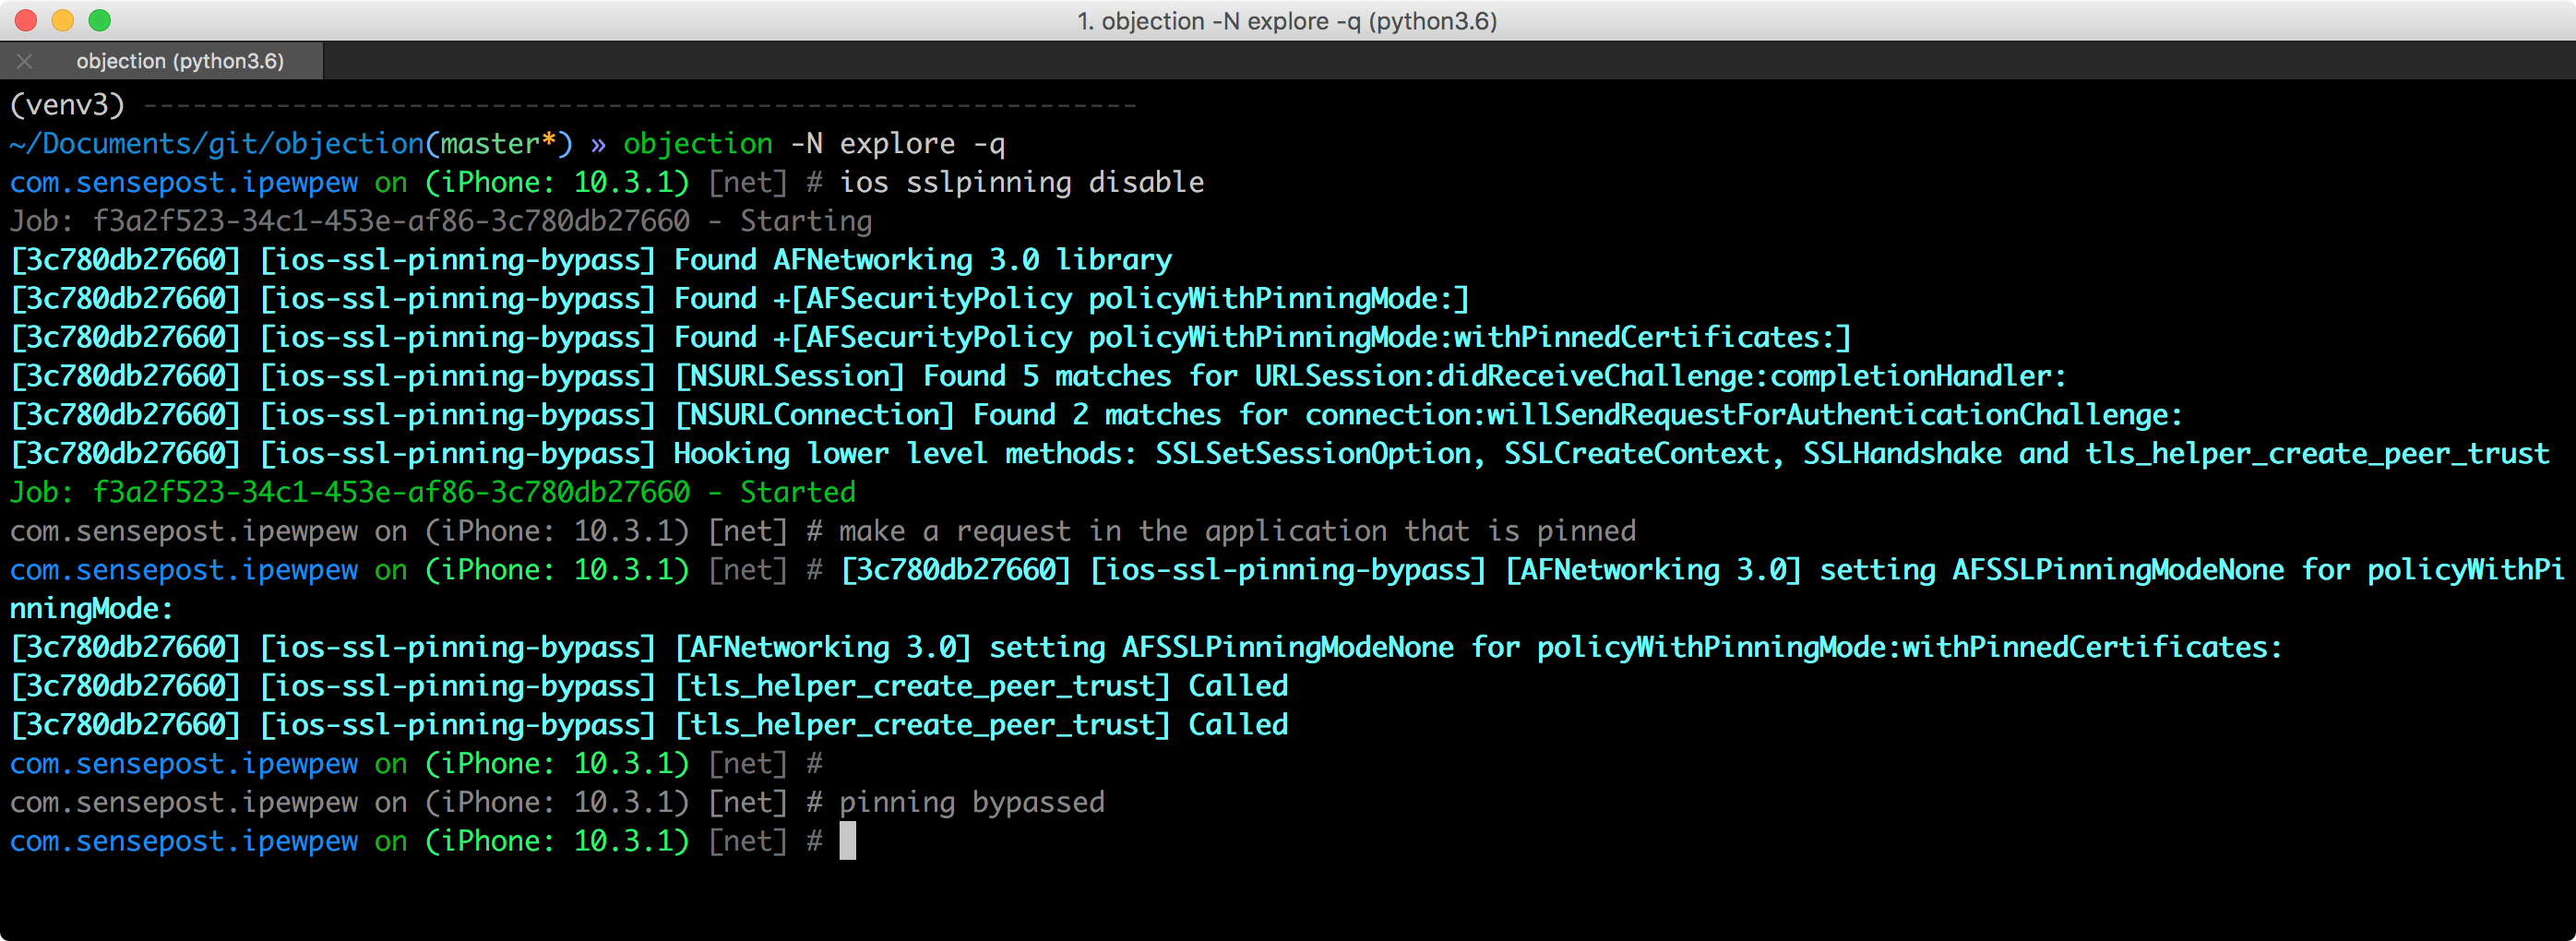 1. objection -N explore -q (python3.6)
objection (python3.6)
(venv3) ------------------------------------------------------------
~/Documents/git/objection(master*) » objection -N explore -q
com.sensepost.ipewpew on (iPhone: 10.3.1) [net] # ios sslpinning disable
Job: f3a2f523-34c1-453e-af86-3c780db27660 - Starting
[3c780db27660] [ios-ssl-pinning-bypass] Found AFNetworking 3.0 library
[3c780db27660] [ios-ssl-pinning-bypass] Found +[AFSecurityPolicy policyWithPinningMode:]
[3c780db27660] [ios-ssl-pinning-bypass] Found +[AFSecurityPolicy policyWithPinningMode:withPinnedCertificates:]
[3c780db27660] [ios-ssl-pinning-bypass] [NSURLSession] Found 5 matches for URLSession:didReceiveChallenge:completionHandler:
[3c780db27660] [ios-ssl-pinning-bypass] [NSURLConnection] Found 2 matches for connection:willSendRequestForAuthenticationChallenge:
[3c780db27660] [ios-ssl-pinning-bypass] Hooking lower level methods: SSLSetSessionOption, SSLCreateContext, SSLHandshake and tls_helper_create_peer_trust
Job: f3a2f523-34c1-453e-af86-3c780db27660 - Started
com.sensepost.ipewpew on (iPhone: 10.3.1) [net] # make a request in the application that is pinned
com.sensepost.ipewpew on (iPhone: 10.3.1) [net] # [3c780db27660] [ios-ssl-pinning-bypass] [AFNetworking 3.0] setting AFSSLPinningModeNone for policyWithPi
nningMode:
[3c780db27660] [ios-ssl-pinning-bypass] [AFNetworking 3.0] setting AFSSLPinningModeNone for policyWithPinningMode:withPinnedCertificates:
[3c780db27660] [ios-ssl-pinning-bypass] [tls_helper_create_peer_trust] Called
[3c780db27660] [ios-ssl-pinning-bypass] [tls_helper_create_peer_trust] Called
com.sensepost.ipewpew on (iPhone: 10.3.1) [net] #
com.sensepost.ipewpew on (iPhone: 10.3.1) [net] # pinning bypassed
com.sensepost.ipewpew on (iPhone: 10.3.1) [net] #